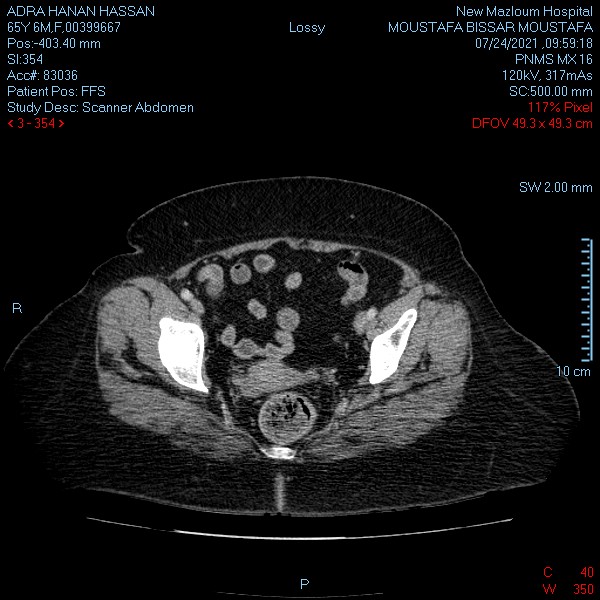 ADRA HANAN HASSAN
65Y 6M,F,00399667
Pos:-403.40 mm
SI:354
Acc#: 83036
Patient Pos: FFS
Study Desc: Scanner Abdomen
< 3 - 354 >
Lossy
New Mazloum Hospital
MOUSTAFA BISSAR MOUSTAFA
07/24/2021 ,09:59:18
PNMS MX 16
120kV, 317mAs
SC:500.00 mm
117% Pixel
DFOV 49.3 x 49.3 cm
SW 2.00 mm
R
10 cm
P
C 40
W 350